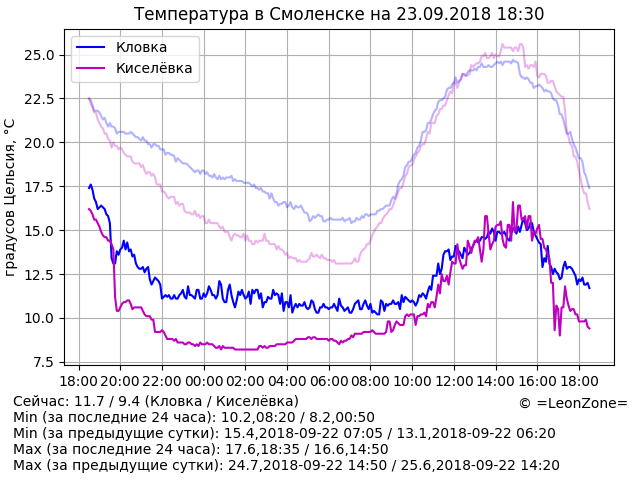 Температура в Смоленске на 23.09.2018 18:30
Кловка
Киселёвка
градусов Цельсия, °C
25.0
22.5
20.0
17.5
15.0
12.5
10.0
7.5
18:00 20:00 22:00 00:00 02:00 04:00 06:00 08:00 10:00 12:00 14:00 16:00 18:00
Сейчас: 11.7 / 9.4 (Кловка / Киселёвка)
© =LeonZone=
Min (за последние 24 часа): 10.2,08:20 / 8.2,00:50
Min (за предыдущие сутки): 15.4,2018-09-22 07:05 / 13.1,2018-09-22 06:20
Max (за последние 24 часа): 17.6,18:35 / 16.6,14:50
Max (за предыдущие сутки): 24.7,2018-09-22 14:50 / 25.6,2018-09-22 14:20